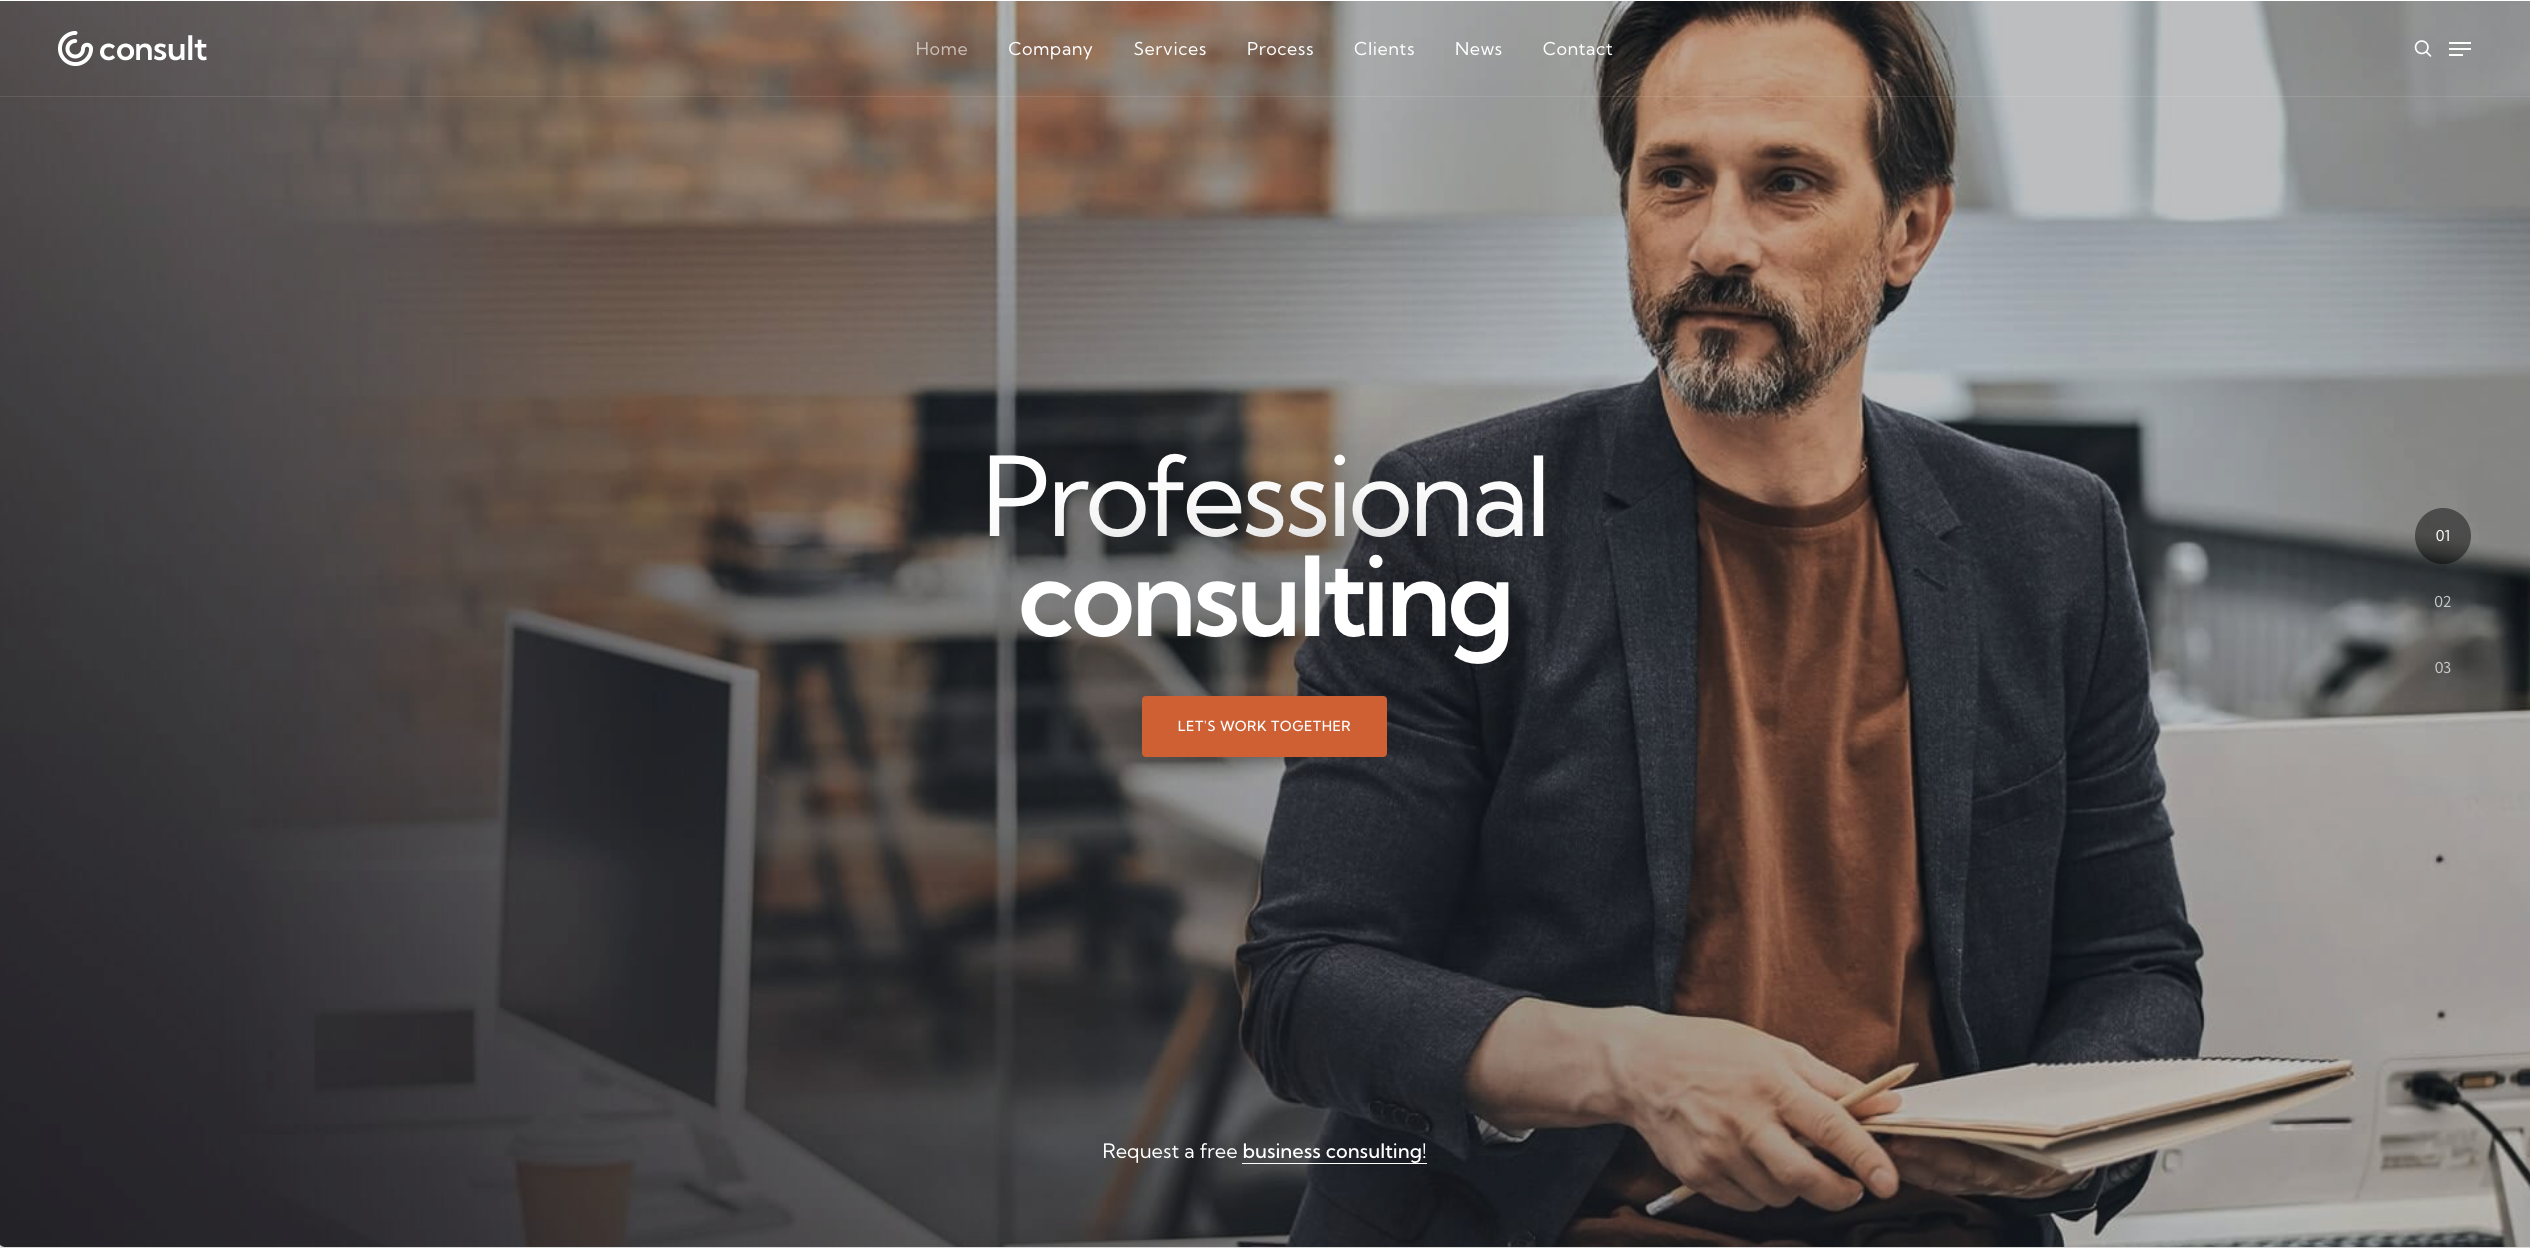 consult
Home Company Services Process Clients News Contact
Professional
consulting
LET'S WORK TOGETHER
01
02
03
Request a free business consulting!